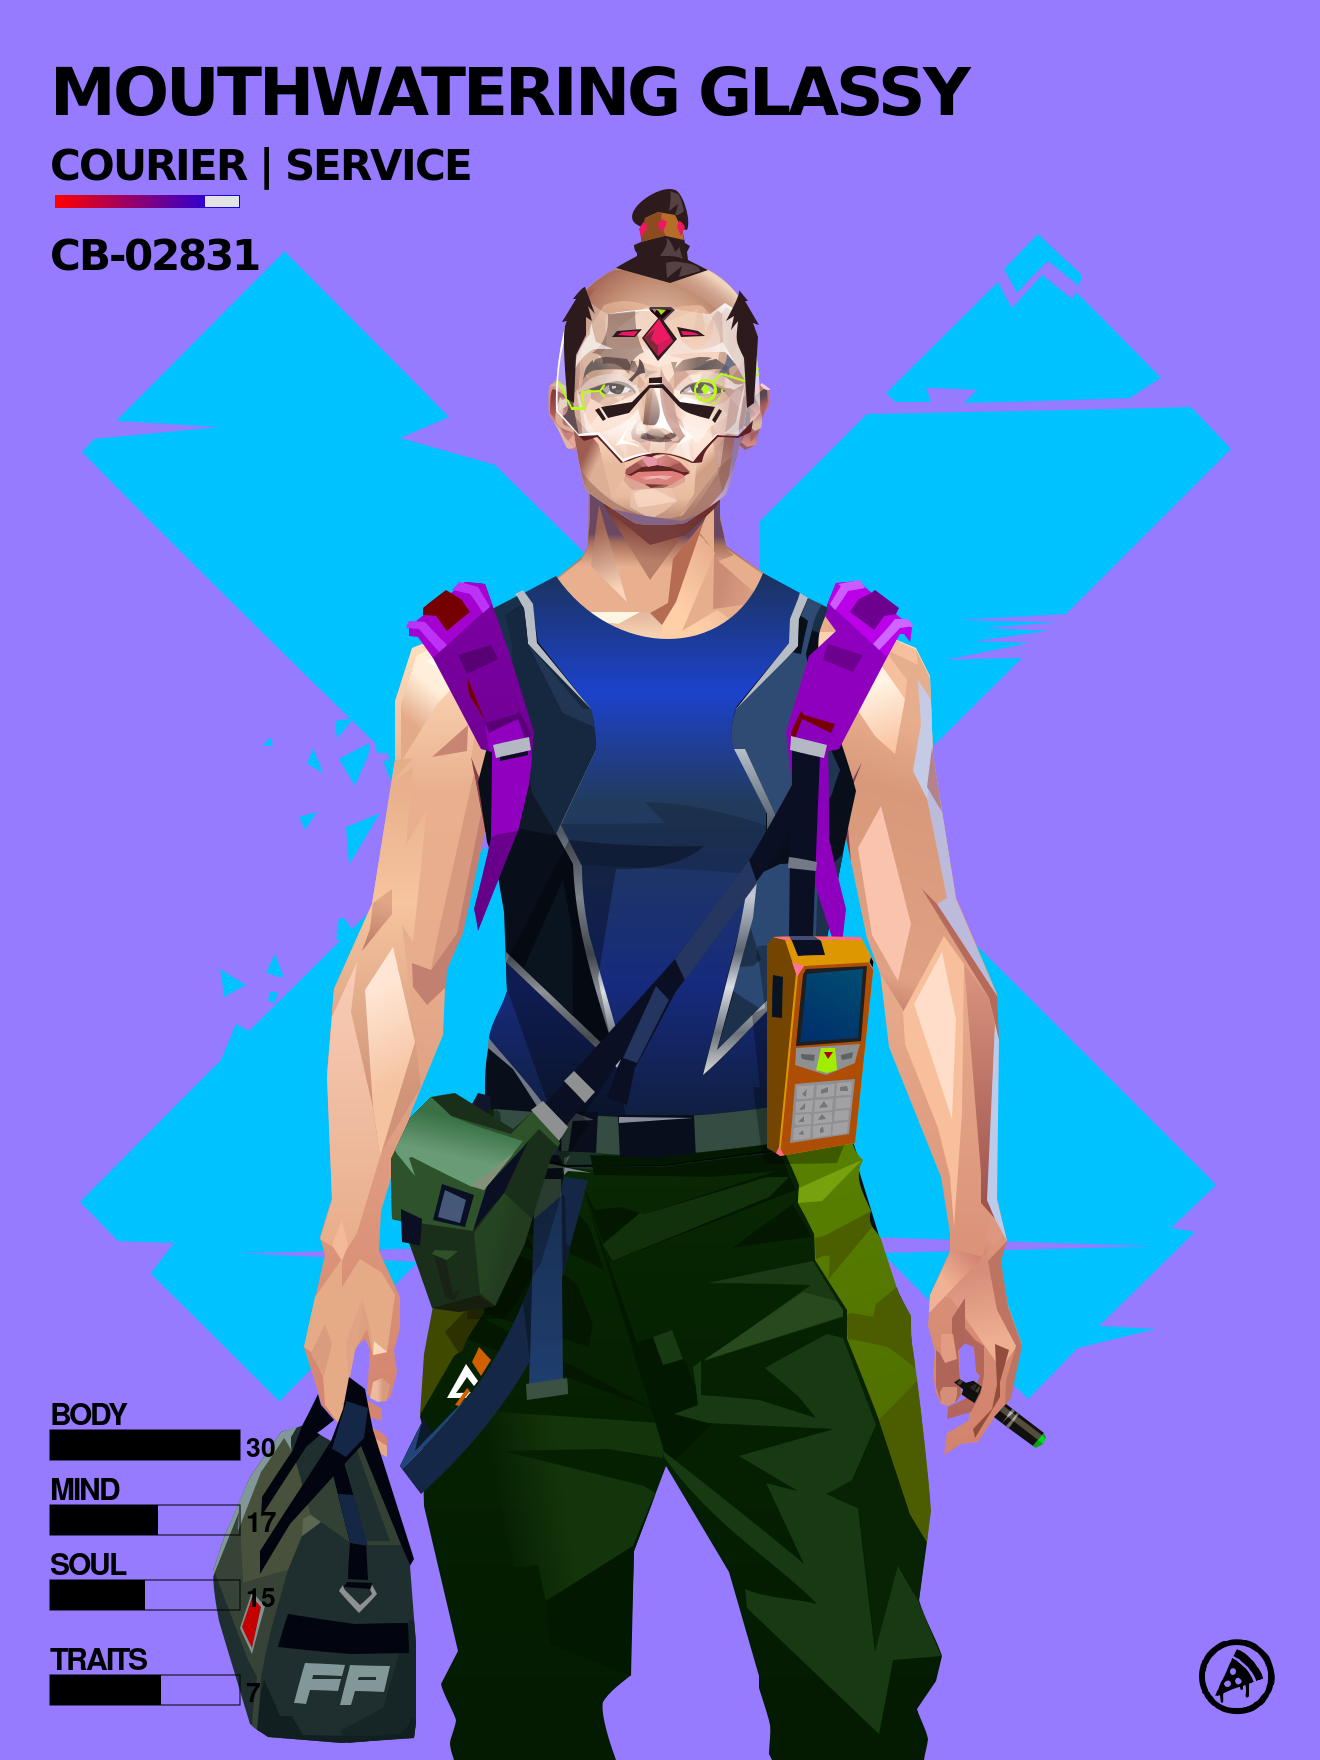 MOUTHWATERING GLASSY
COURIER | SERVICE
CB-02831
BODY
30
MIND
17
SOUL
15
TRAITS
7
FP